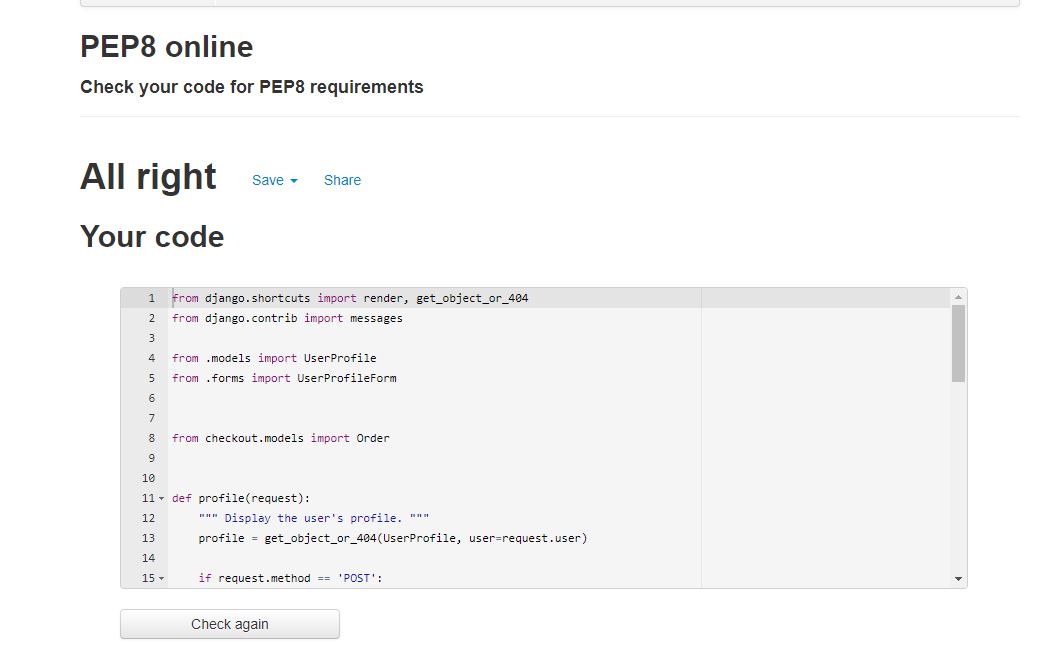 PEP8 online
Check your code for PEP8 requirements
All right Save Share
Your code
1 from django.shortcuts import render, get_object_or_404
2 from django.contrib import messages
3
4 from .models import UserProfile
5 from .forms import UserProfileForm
6
7
8 from checkout.models import Order
9
10
11 def profile(request):
12     """ Display the user's profile. """
13     profile = get_object_or_404(UserProfile, user=request.user)
14
15     if request.method == 'POST':
Check again